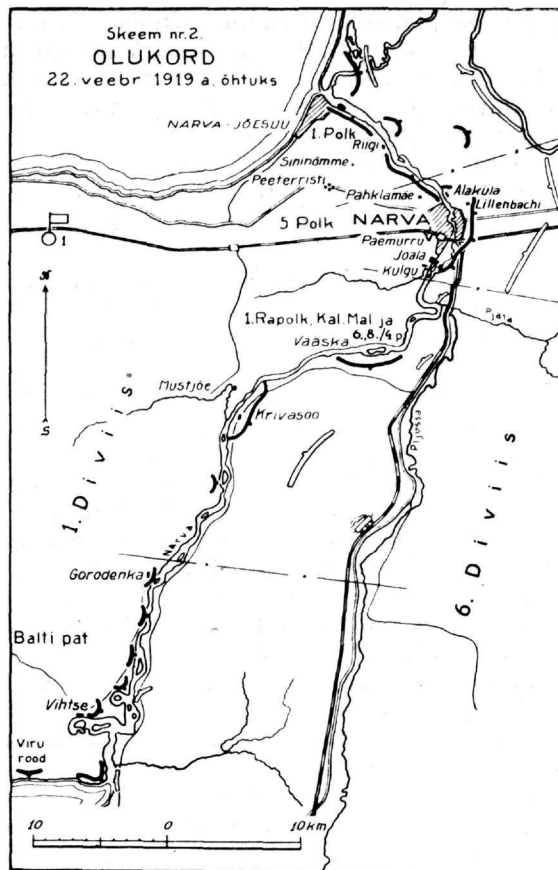 Skeem nr.2.
OLUKORD
22. veebr 1919 a. õhtuks
NARVA-JÕESUU
1. Polk
Riigi
Sininõmme
Peeterristi
Pahklamäe
Alaküla
Lillenbachi
5 Polk
NARVA
Paemurru
Joala
Kulgu
1
N
S
1. Rapolk, Kal. Mal ja
6.,8./4 p.
Vääska
Mustjõe
Krivasoo
Pljussa
1. Diviis
6. Diviis
Narva
Gorodenka
Balti pat
Vihtse
Viru
rood
10 0 10 km